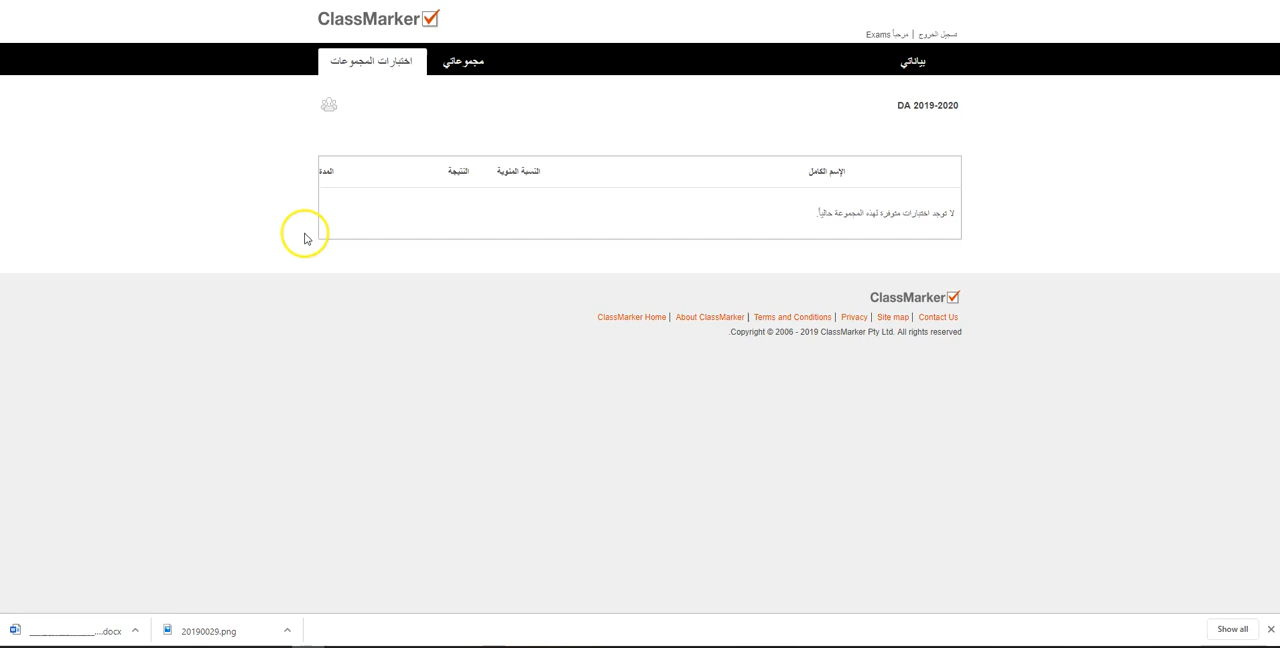 ClassMarker
مرحباً Exams | تسجيل الخروج
بياناتي
مجموعاتي
اختبارات المجموعات
DA 2019-2020
الإسم الكامل النسبة المئوية النتيجة المدة
لا توجد اختبارات متوفرة لهذه المجموعة حالياً.
ClassMarker
ClassMarker Home | About ClassMarker | Terms and Conditions | Privacy | Site map | Contact Us
.Copyright © 2006 - 2019 ClassMarker Pty Ltd. All rights reserved
_______________....docx
20190029.png
Show all